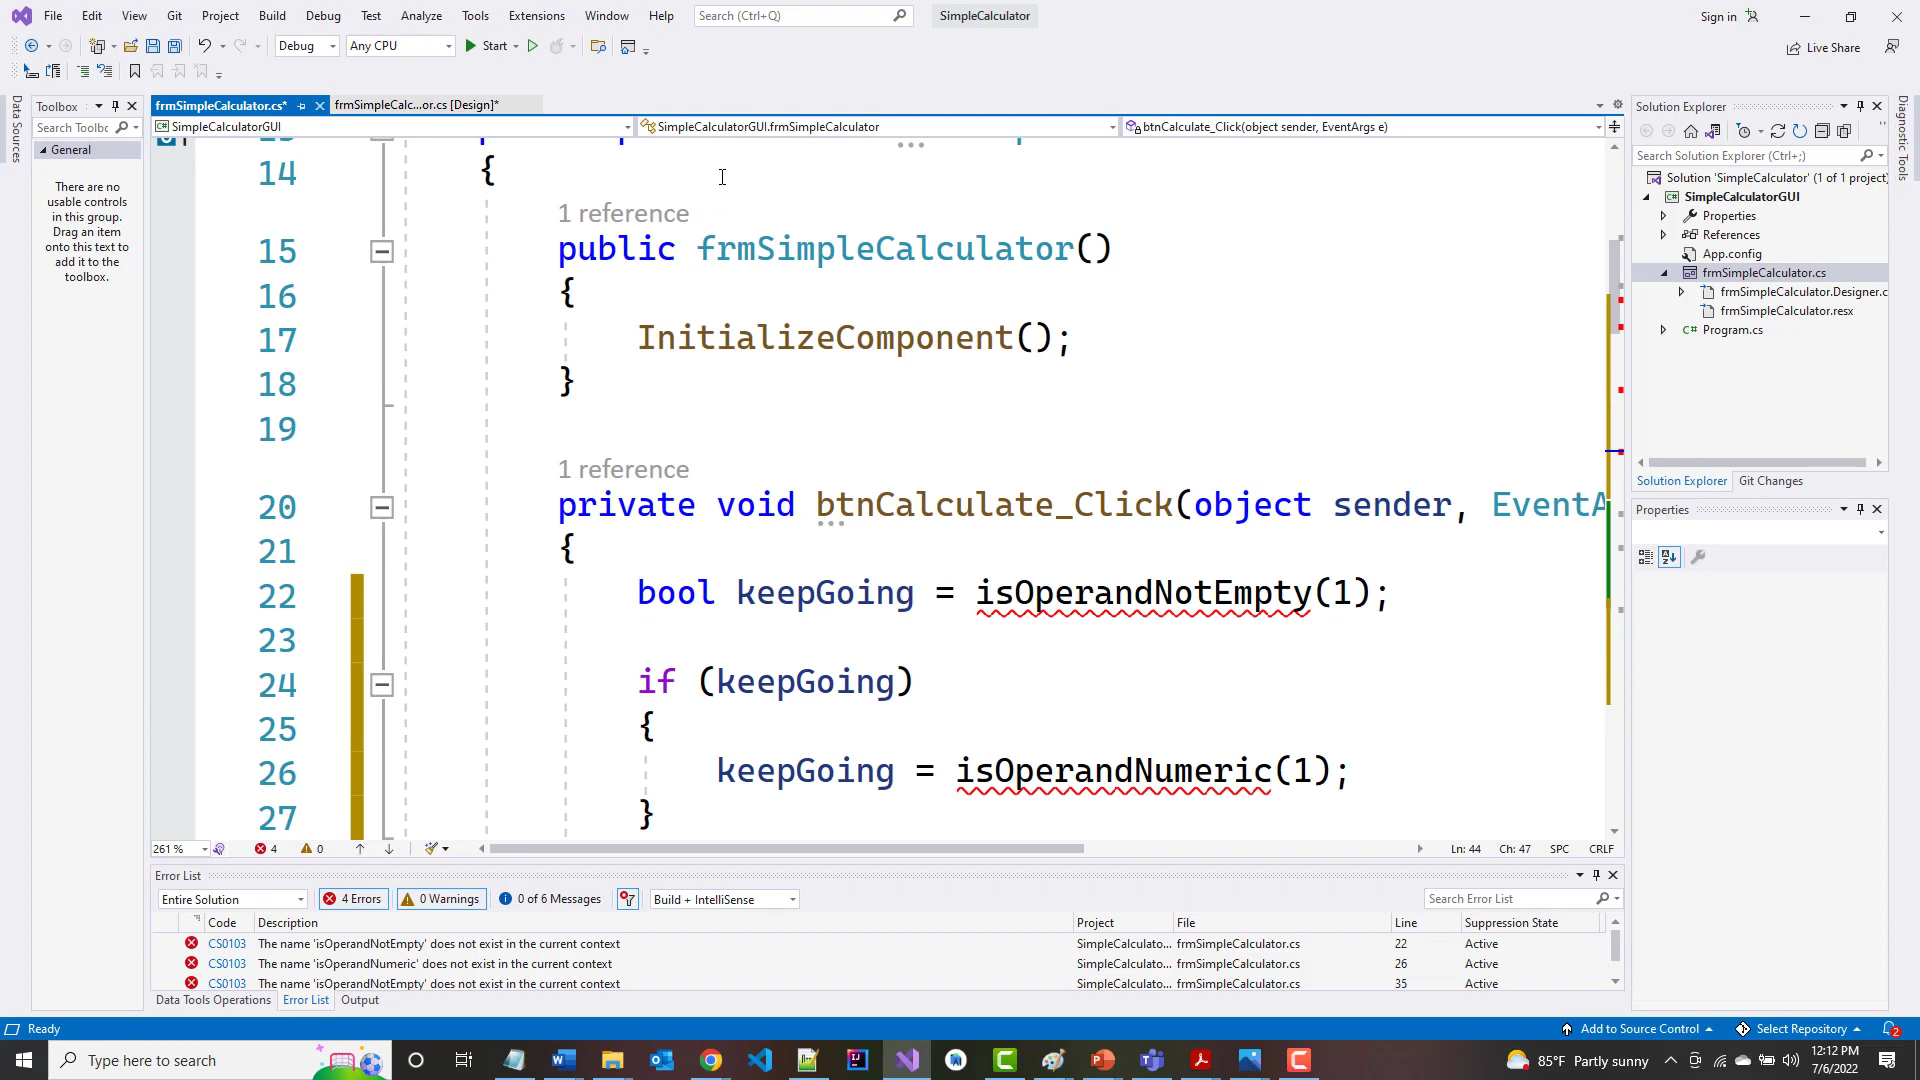 File Edit View Git Project Build Debug Test Analyze Tools Extensions Window Help Search (Ctrl+Q) SimpleCalculator Sign in
Debug Any CPU Start Live Share
Data Sources
Toolbox
Search Toolbc
General
There are no
usable controls
in this group.
Drag an item
onto this text to
add it to the
toolbox.
frmSimpleCalculator.cs* frmSimpleCalc...or.cs [Design]*
SimpleCalculatorGUI SimpleCalculatorGUI.frmSimpleCalculator btnCalculate_Click(object sender, EventArgs e)
14 {
1 reference
15 public frmSimpleCalculator()
16 {
17 InitializeComponent();
18 }
19
1 reference
20 private void btnCalculate_Click(object sender, EventA
21 {
22 bool keepGoing = isOperandNotEmpty(1);
23
24 if (keepGoing)
25 {
26 keepGoing = isOperandNumeric(1);
27 }
261 % 4 0 Ln: 44 Ch: 47 SPC CRLF
Error List
Entire Solution 4 Errors 0 Warnings 0 of 6 Messages Build + IntelliSense Search Error List
Code Description Project File Line Suppression State
CS0103 The name 'isOperandNotEmpty' does not exist in the current context SimpleCalculato... frmSimpleCalculator.cs 22 Active
CS0103 The name 'isOperandNumeric' does not exist in the current context SimpleCalculato... frmSimpleCalculator.cs 26 Active
CS0103 The name 'isOperandNotEmpty' does not exist in the current context SimpleCalculato... frmSimpleCalculator.cs 35 Active
Data Tools Operations Error List Output
Solution Explorer
Search Solution Explorer (Ctrl+;)
Solution 'SimpleCalculator' (1 of 1 project)
SimpleCalculatorGUI
Properties
References
App.config
frmSimpleCalculator.cs
frmSimpleCalculator.Designer.c
frmSimpleCalculator.resx
C# Program.cs
Solution Explorer Git Changes
Properties
Diagnostic Tools
Ready Add to Source Control Select Repository 2
Type here to search 85°F Partly sunny 12:12 PM
7/6/2022